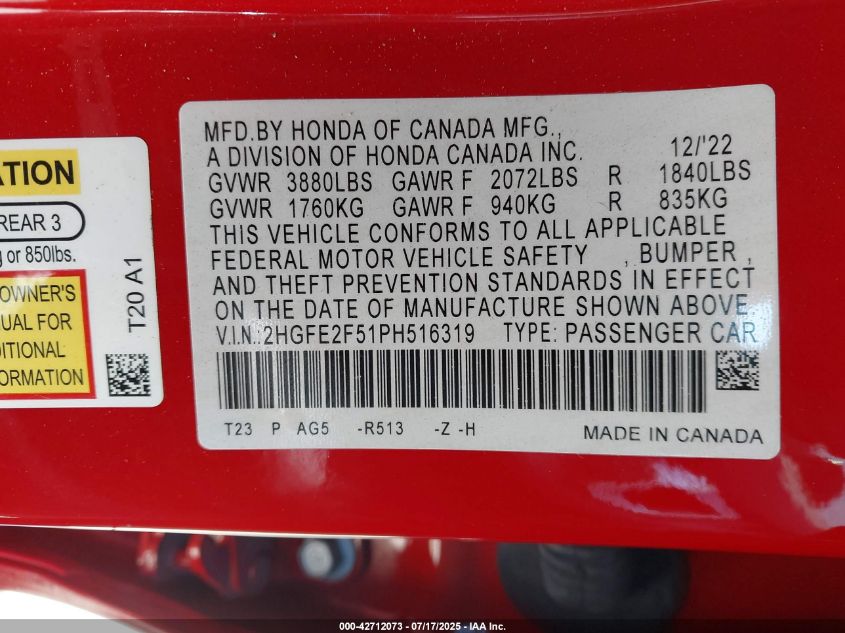 ATION
REAR 3
or 850lbs.
OWNER'S
UAL FOR
DITIONAL
FORMATION
T20 A1
MFD.BY HONDA OF CANADA MFG.,
A DIVISION OF HONDA CANADA INC. 12/'22
GVWR 3880LBS GAWR F 2072LBS R 1840LBS
GVWR 1760KG GAWR F 940KG R 835KG
THIS VEHICLE CONFORMS TO ALL APPLICABLE
FEDERAL MOTOR VEHICLE SAFETY , BUMPER ,
AND THEFT PREVENTION STANDARDS IN EFFECT
ON THE DATE OF MANUFACTURE SHOWN ABOVE.
V.I.N.:2HGFE2F51PH516319 TYPE: PASSENGER CAR
T23 P AG5 -R513 -Z -H
MADE IN CANADA
000-42712073 - 07/17/2025 - IAA Inc.